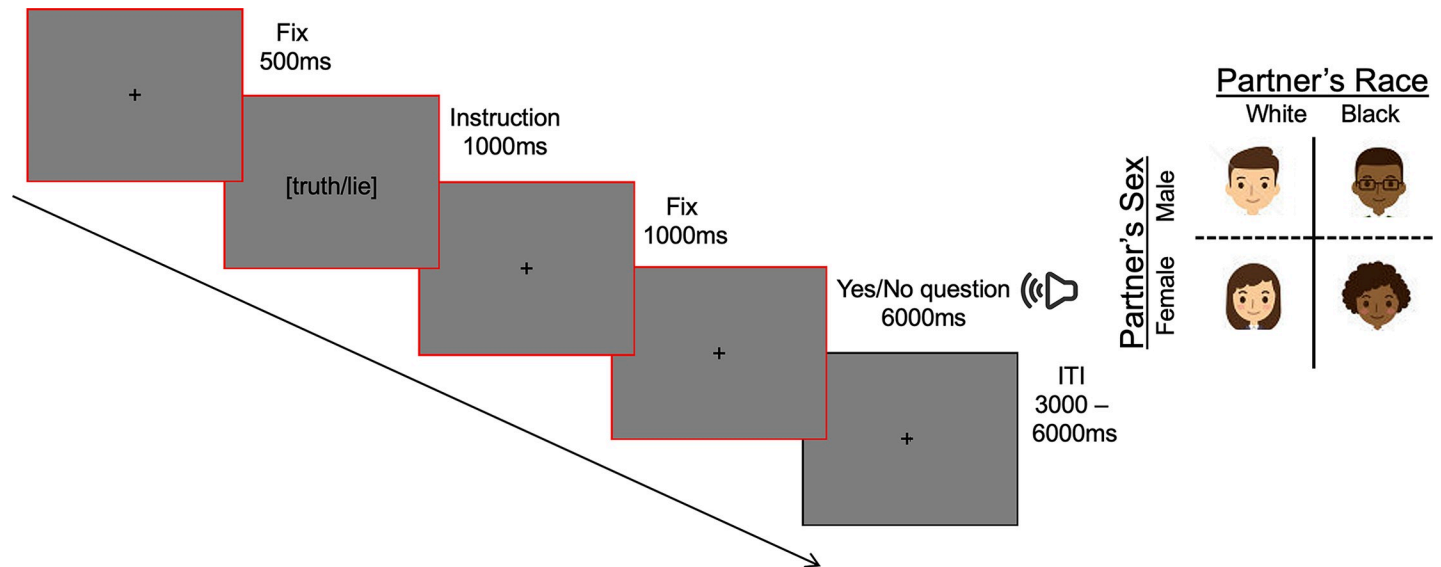 Fix
500ms
Instruction
1000ms
[truth/lie]
Fix
1000ms
Yes/No question
6000ms
ITI
3000 –
6000ms
Partner's Race
White Black
Partner's Sex
Male
Female